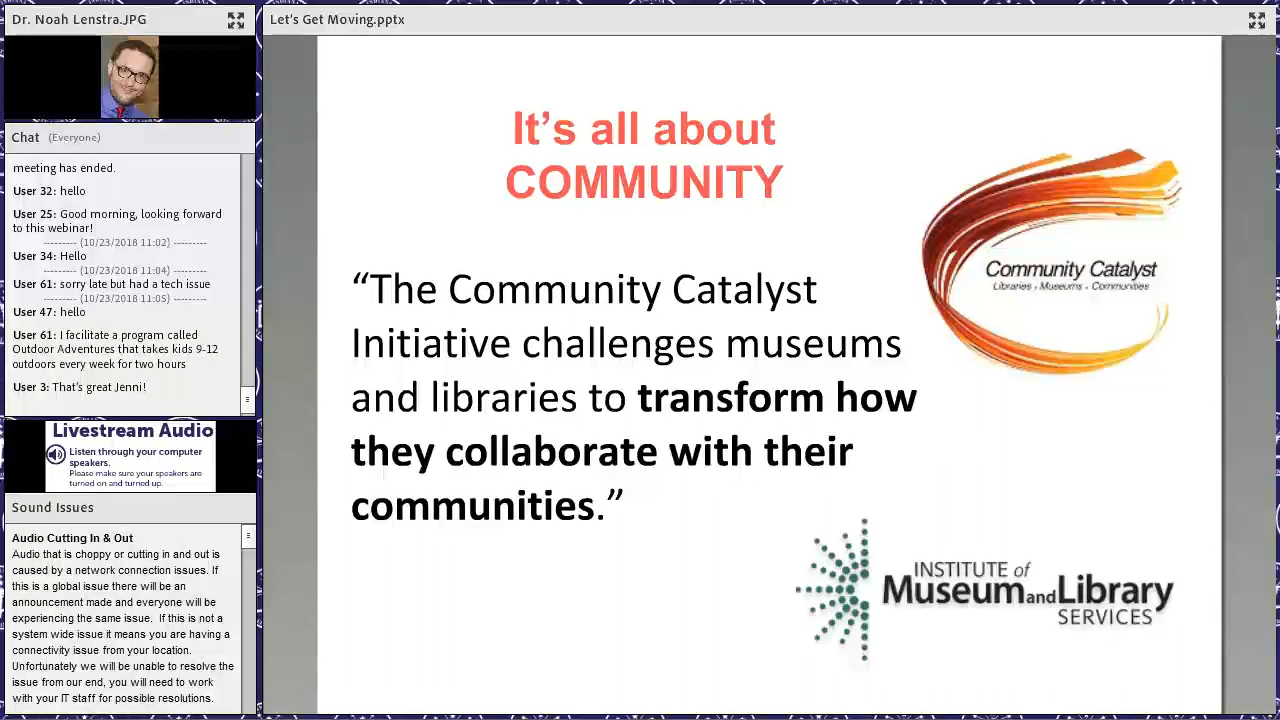 Dr. Noah Lenstra.JPG
Chat (Everyone)
meeting has ended.
User 32: hello
User 25: Good morning, looking forward
to this webinar!
--------- (10/23/2018 11:02) ---------
User 34: Hello
--------- (10/23/2018 11:04) ---------
User 61: sorry late but had a tech issue
--------- (10/23/2018 11:05) ---------
User 47: hello
User 61: I facilitate a program called
Outdoor Adventures that takes kids 9-12
outdoors every week for two hours
User 3: That's great Jenni!
Livestream Audio
Listen through your computer
speakers.
Please make sure your speakers are
turned on and turned up.
Sound Issues
Audio Cutting In & Out
Audio that is choppy or cutting in and out is
caused by a network connection issues. If
this is a global issue there will be an
announcement made and everyone will be
experiencing the same issue. If this is not a
system wide issue it means you are having a
connectivity issue from your location.
Unfortunately we will be unable to resolve the
issue from our end, you will need to work
with your IT staff for possible resolutions.
Let's Get Moving.pptx
It's all about
COMMUNITY
“The Community Catalyst
Initiative challenges museums
and libraries to transform how
they collaborate with their
communities.”
Community Catalyst
Libraries • Museums • Communities
INSTITUTE of
Museum and Library
SERVICES